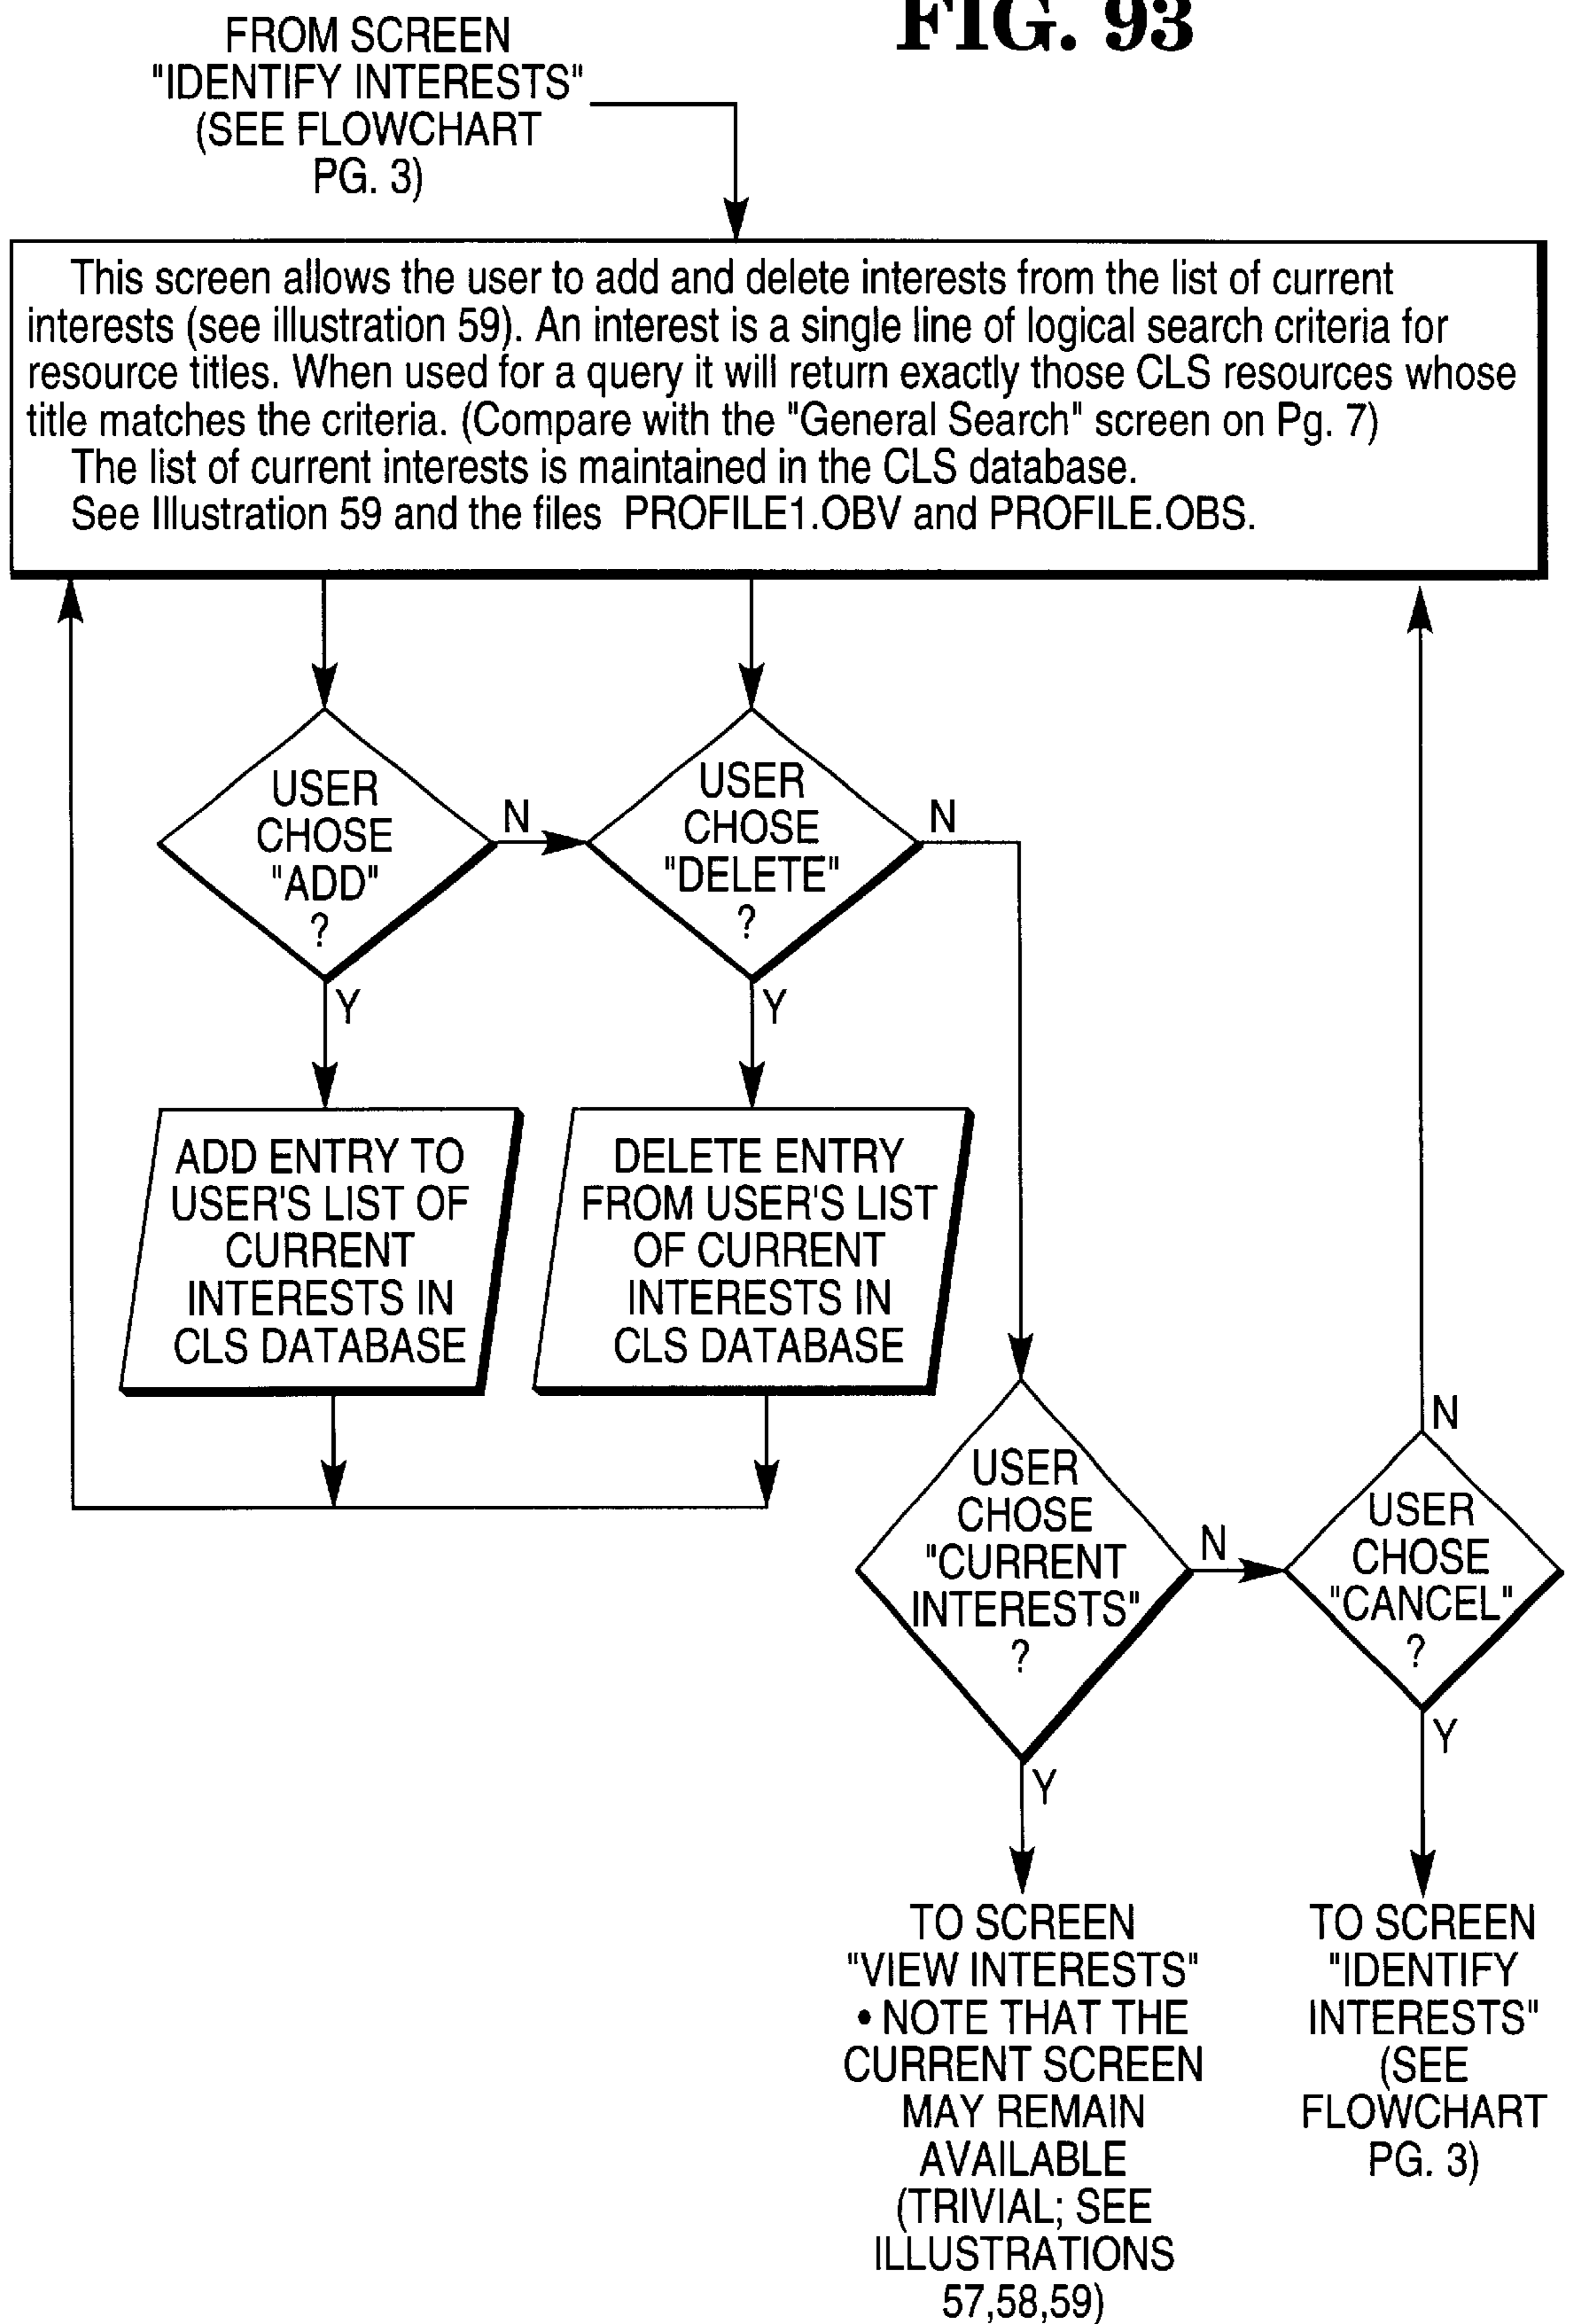 FIG. 93
FROM SCREEN
"IDENTIFY INTERESTS"
(SEE FLOWCHART
PG. 3)
This screen allows the user to add and delete interests from the list of current
interests (see illustration 59). An interest is a single line of logical search criteria for
resource titles. When used for a query it will return exactly those CLS resources whose
title matches the criteria. (Compare with the "General Search" screen on Pg. 7)
The list of current interests is maintained in the CLS database.
See Illustration 59 and the files PROFILE1.OBV and PROFILE.OBS.
USER
CHOSE
"ADD"
?
N
Y
USER
CHOSE
"DELETE"
?
N
Y
ADD ENTRY TO
USER'S LIST OF
CURRENT
INTERESTS IN
CLS DATABASE
DELETE ENTRY
FROM USER'S LIST
OF CURRENT
INTERESTS IN
CLS DATABASE
USER
CHOSE
"CURRENT
INTERESTS"
?
N
Y
USER
CHOSE
"CANCEL"
?
N
Y
TO SCREEN
"VIEW INTERESTS"
• NOTE THAT THE
CURRENT SCREEN
MAY REMAIN
AVAILABLE
(TRIVIAL; SEE
ILLUSTRATIONS
57,58,59)
TO SCREEN
"IDENTIFY
INTERESTS"
(SEE
FLOWCHART
PG. 3)